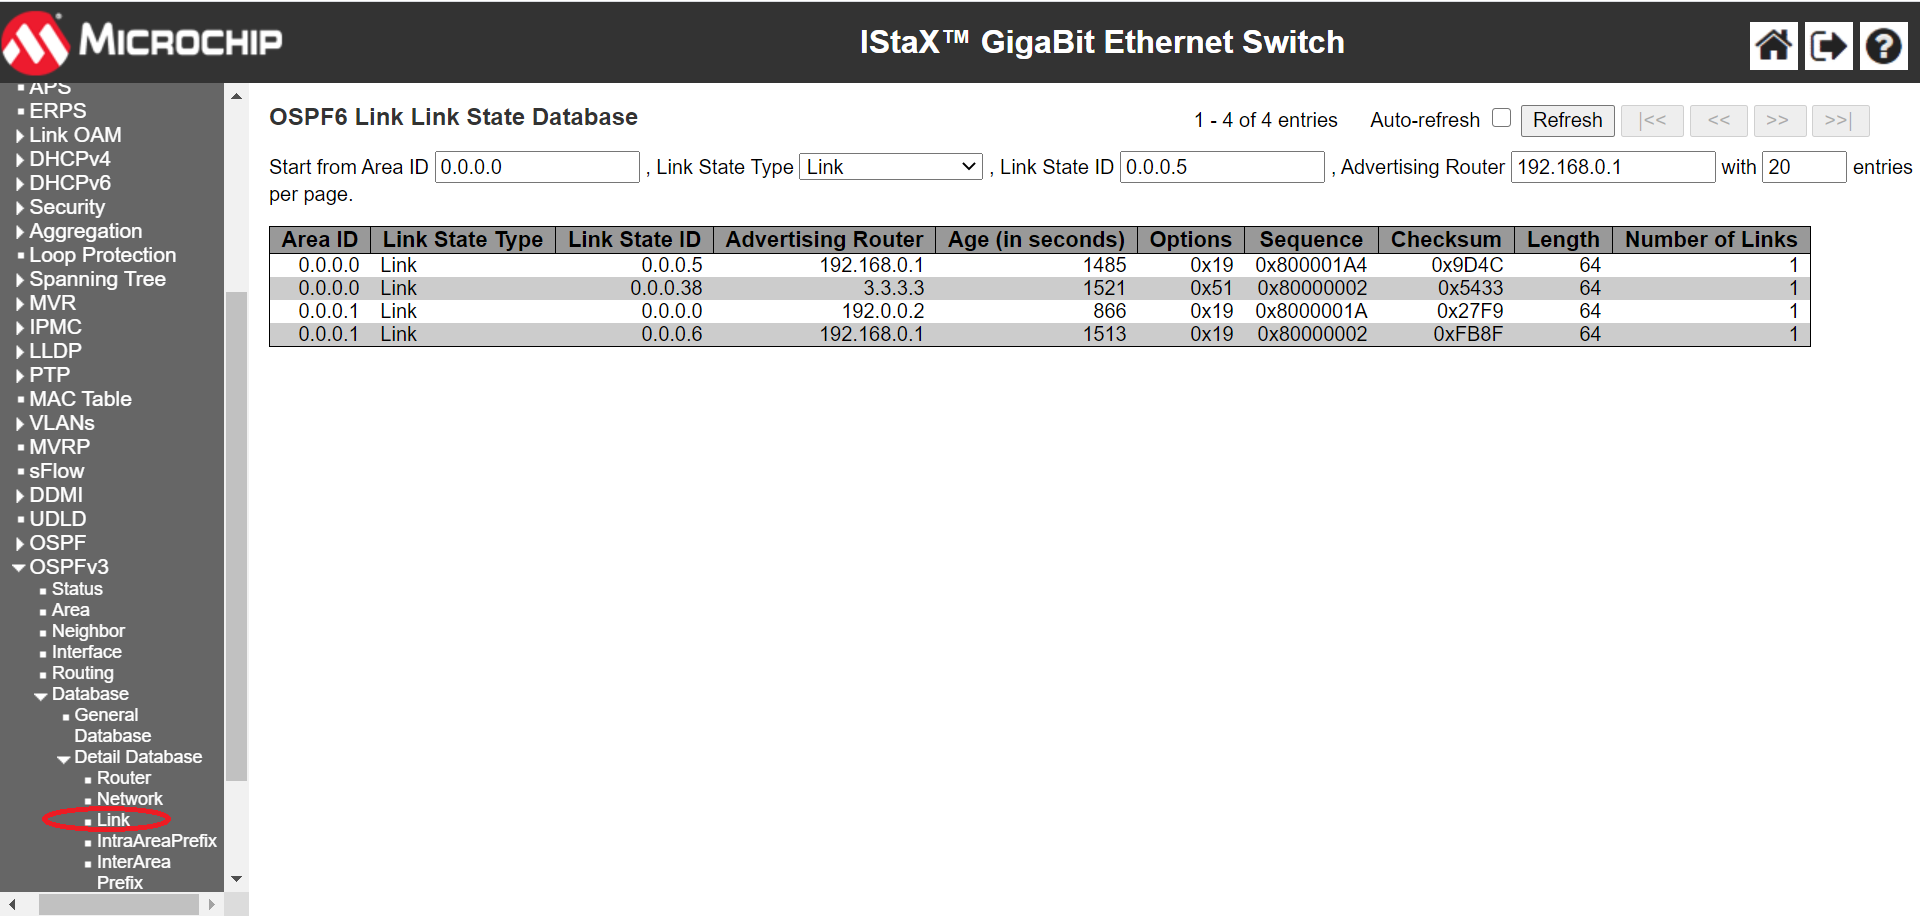 MICROCHIP
IStaX™ GigaBit Ethernet Switch
APS
ERPS
Link OAM
DHCPv4
DHCPv6
Security
Aggregation
Loop Protection
Spanning Tree
MVR
IPMC
LLDP
PTP
MAC Table
VLANs
MVRP
sFlow
DDMI
UDLD
OSPF
OSPFv3
Status
Area
Neighbor
Interface
Routing
Database
General
Database
Detail Database
Router
Network
Link
IntraAreaPrefix
InterArea
Prefix
OSPF6 Link Link State Database
1 - 4 of 4 entries Auto-refresh Refresh |<< << >> >>|
Start from Area ID 0.0.0.0 , Link State Type Link , Link State ID 0.0.0.5 , Advertising Router 192.168.0.1 with 20 entries
per page.
Area ID Link State Type Link State ID Advertising Router Age (in seconds) Options Sequence Checksum Length Number of Links
0.0.0.0 Link 0.0.0.5 192.168.0.1 1485 0x19 0x800001A4 0x9D4C 64 1
0.0.0.0 Link 0.0.0.38 3.3.3.3 1521 0x51 0x80000002 0x5433 64 1
0.0.0.1 Link 0.0.0.0 192.0.0.2 866 0x19 0x8000001A 0x27F9 64 1
0.0.0.1 Link 0.0.0.6 192.168.0.1 1513 0x19 0x80000002 0xFB8F 64 1